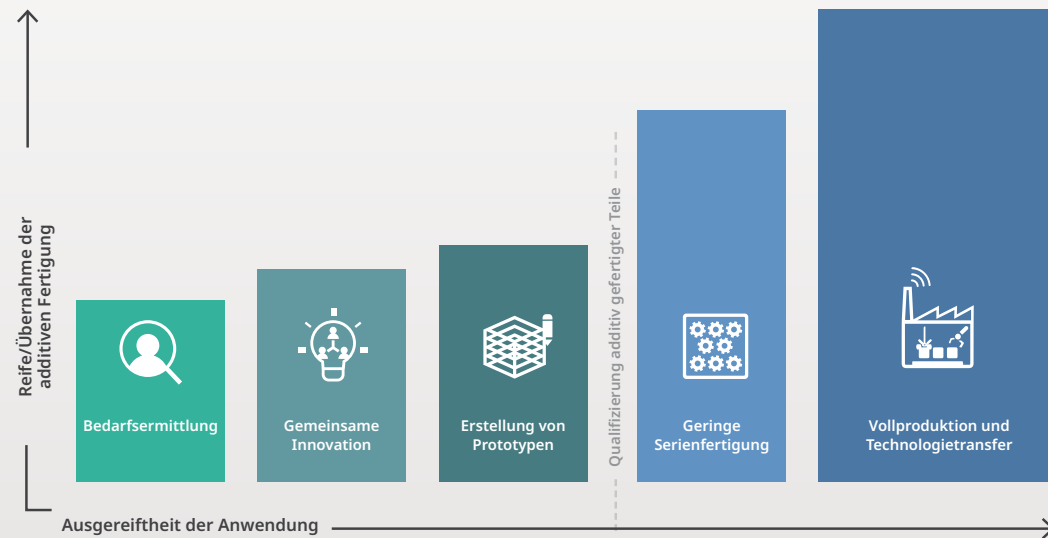 Reife/Übernahme der
additiven Fertigung
Bedarfsermittlung
Gemeinsame
Innovation
Erstellung von
Prototypen
Qualifizierung additiv gefertigter Teile
Geringe
Serienfertigung
Vollproduktion und
Technologietransfer
Ausgereiftheit der Anwendung